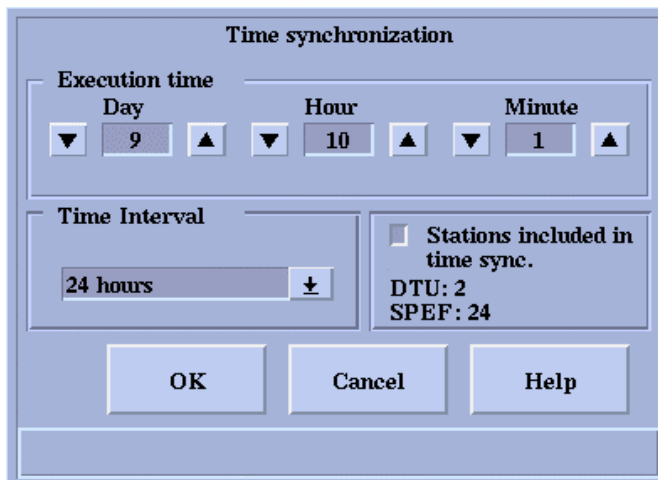 Time synchronization
Execution time
Day Hour Minute
9 10 1
Time Interval
24 hours
Stations included in
time sync.
DTU: 2
SPEF: 24
OK Cancel Help